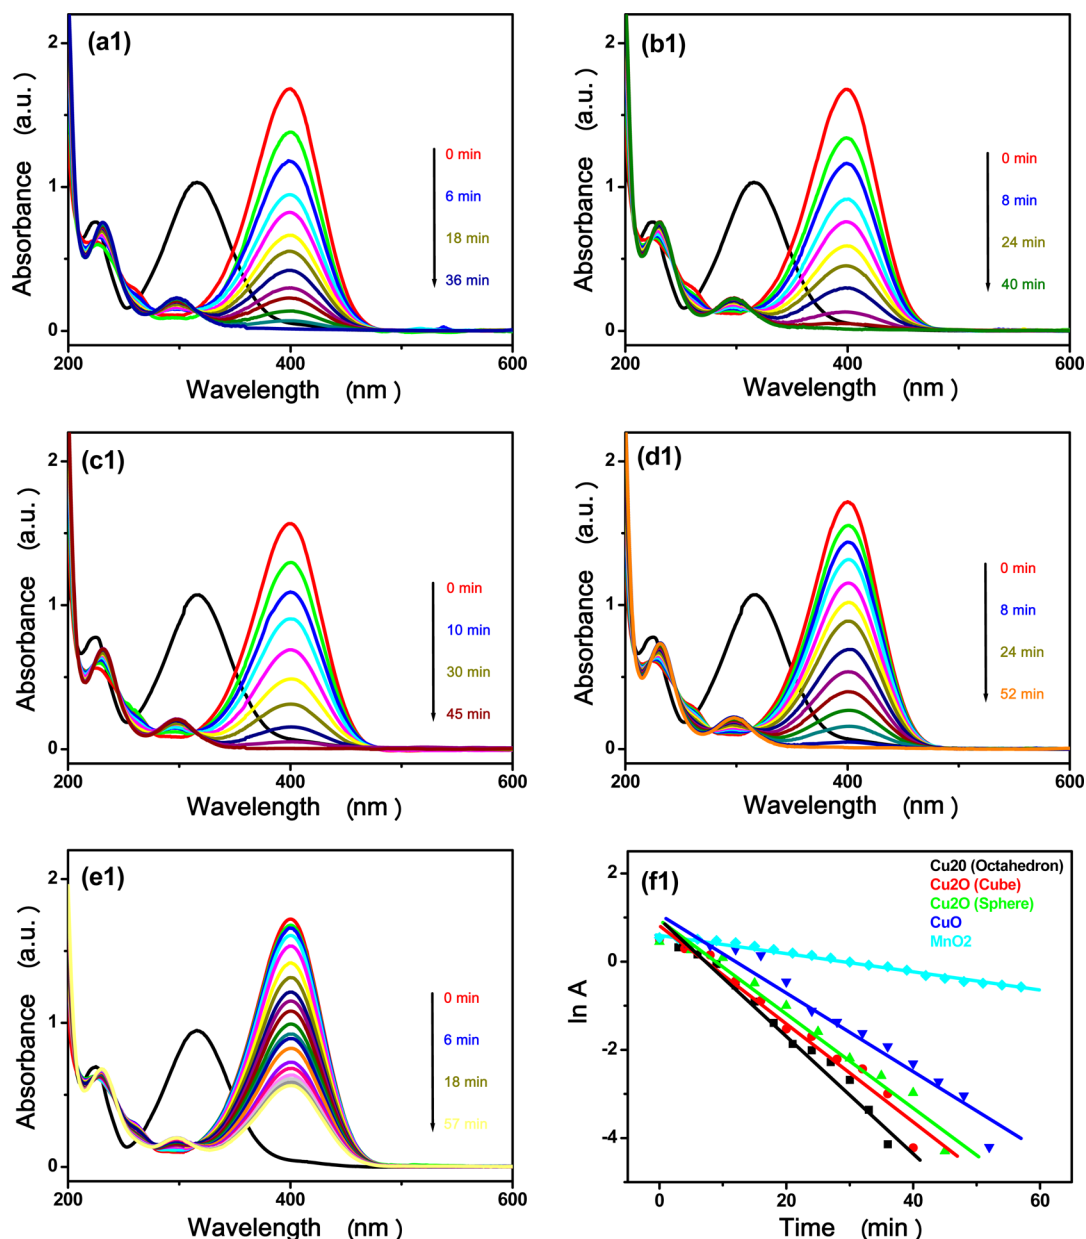 (a1)
2
1
0
Absorbance (a.u.)
0 min
6 min
18 min
36 min
200
400
600
Wavelength (nm )
(b1)
2
1
0
Absorbance (a.u.)
0 min
8 min
24 min
40 min
200
400
600
Wavelength (nm )
(c1)
2
1
0
Absorbance (a.u.)
0 min
10 min
30 min
45 min
200
400
600
Wavelength (nm )
(d1)
2
1
0
Absorbance (a.u.)
0 min
8 min
24 min
52 min
200
400
600
Wavelength (nm )
(e1)
2
1
0
Absorbance (a.u.)
0 min
6 min
18 min
57 min
200
400
600
Wavelength (nm )
(f1)
2
0
-2
-4
ln A
Cu20 (Octahedron)
Cu2O (Cube)
Cu2O (Sphere)
CuO
MnO2
0
20
40
60
Time (min )